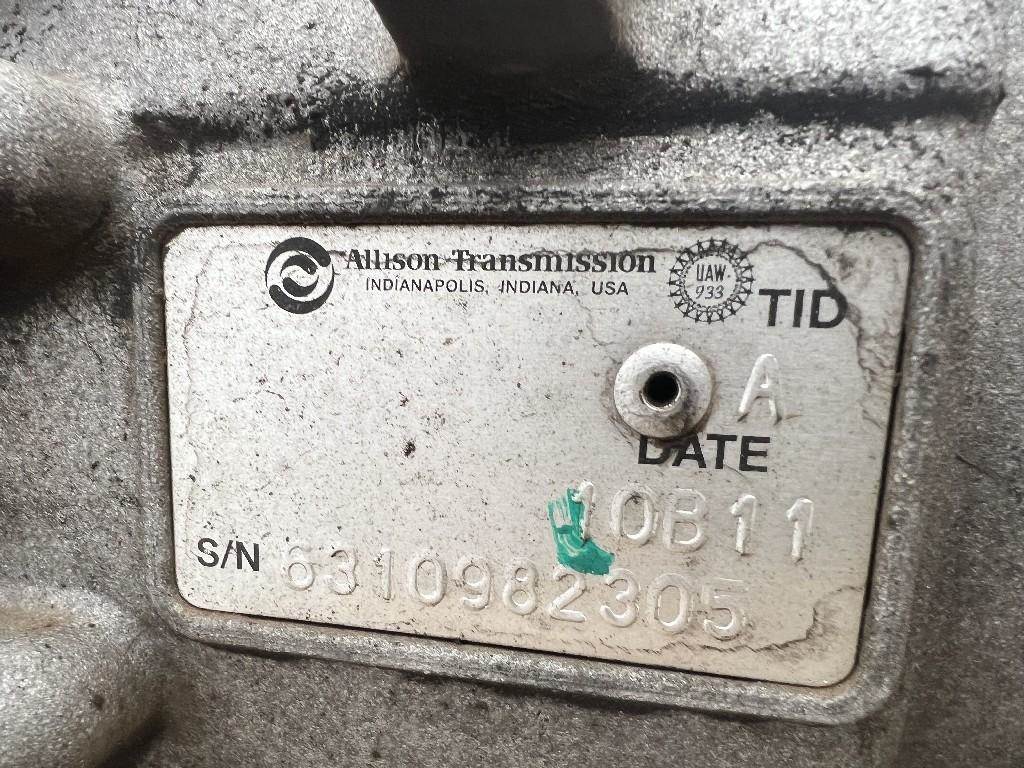 Allison Transmission
INDIANAPOLIS, INDIANA, USA
UAW
933
TID
A
DATE
10B11
S/N 6310982305